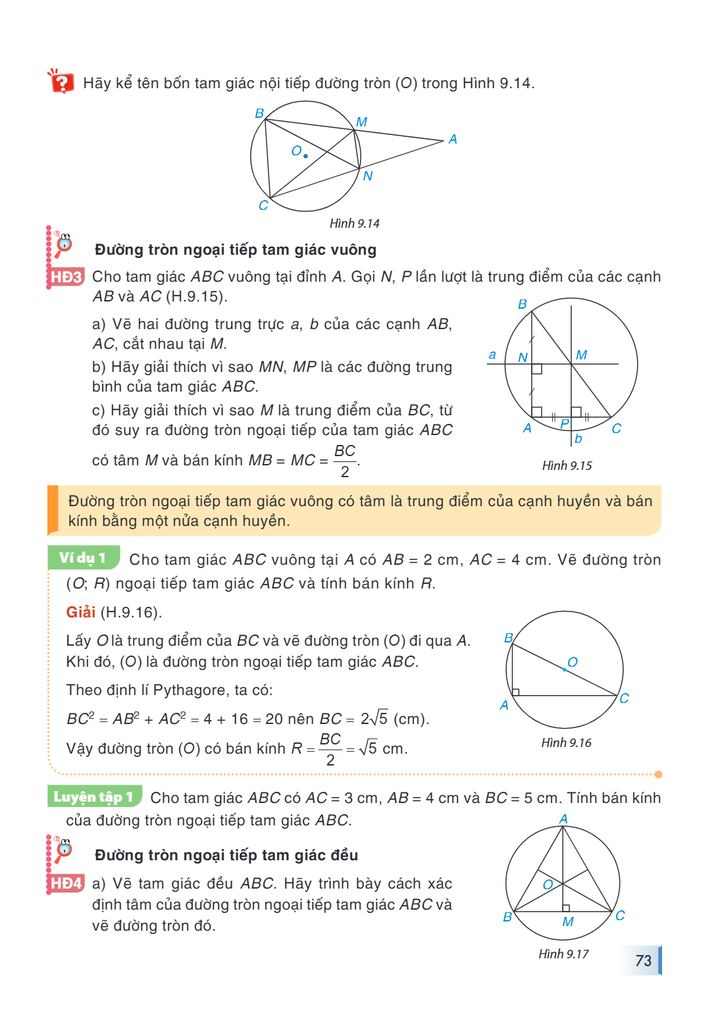 Hãy kể tên bốn tam giác nội tiếp đường tròn (O) trong Hình 9.14.
B
M
A
O
N
C
Hình 9.14
Đường tròn ngoại tiếp tam giác vuông
HĐ3 Cho tam giác ABC vuông tại đỉnh A. Gọi N, P lần lượt là trung điểm của các cạnh
AB và AC (H.9.15).
a) Vẽ hai đường trung trực a, b của các cạnh AB,
AC, cắt nhau tại M.
b) Hãy giải thích vì sao MN, MP là các đường trung
bình của tam giác ABC.
c) Hãy giải thích vì sao M là trung điểm của BC, từ
đó suy ra đường tròn ngoại tiếp của tam giác ABC
có tâm M và bán kính MB = MC = BC/2.
B
a N M
A P C
b
Hình 9.15
Đường tròn ngoại tiếp tam giác vuông có tâm là trung điểm của cạnh huyền và bán
kính bằng một nửa cạnh huyền.
Ví dụ 1 Cho tam giác ABC vuông tại A có AB = 2 cm, AC = 4 cm. Vẽ đường tròn
(O; R) ngoại tiếp tam giác ABC và tính bán kính R.
Giải (H.9.16).
Lấy O là trung điểm của BC và vẽ đường tròn (O) đi qua A.
Khi đó, (O) là đường tròn ngoại tiếp tam giác ABC.
Theo định lí Pythagore, ta có:
BC² = AB² + AC² = 4 + 16 = 20 nên BC = 2√5 (cm).
Vậy đường tròn (O) có bán kính R = BC/2 = √5 cm.
B
O
A C
Hình 9.16
Luyện tập 1 Cho tam giác ABC có AC = 3 cm, AB = 4 cm và BC = 5 cm. Tính bán kính
của đường tròn ngoại tiếp tam giác ABC.
Đường tròn ngoại tiếp tam giác đều
HĐ4 a) Vẽ tam giác đều ABC. Hãy trình bày cách xác
định tâm của đường tròn ngoại tiếp tam giác ABC và
vẽ đường tròn đó.
A
O
B M C
Hình 9.17
73